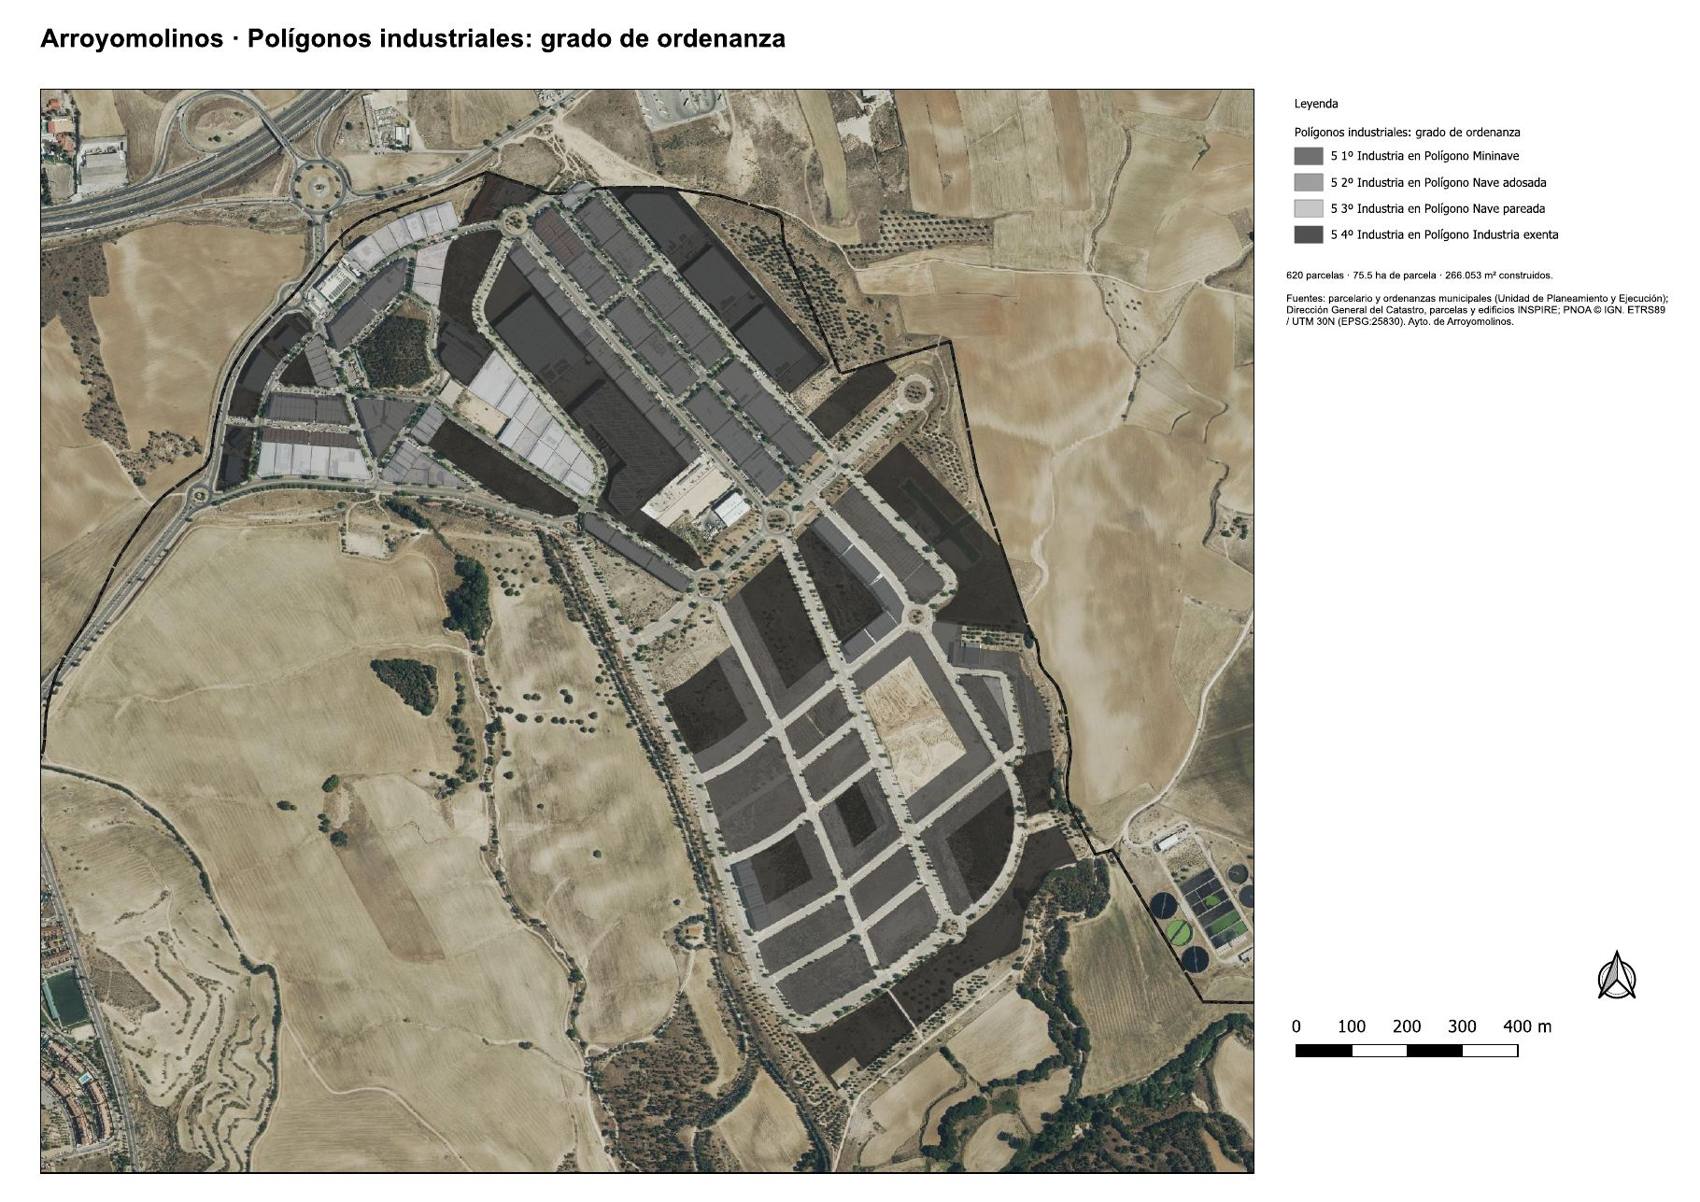 Arroyomolinos · Polígonos industriales: grado de ordenanza
Leyenda
Polígonos industriales: grado de ordenanza
5 1º Industria en Polígono Mininave
5 2º Industria en Polígono Nave adosada
5 3º Industria en Polígono Nave pareada
5 4º Industria en Polígono Industria exenta
620 parcelas · 75.5 ha de parcela · 266.053 m² construidos.
Fuentes: parcelario y ordenanzas municipales (Unidad de Planeamiento y Ejecución);
Dirección General del Catastro, parcelas y edificios INSPIRE; PNOA © IGN. ETRS89
/ UTM 30N (EPSG:25830). Ayto. de Arroyomolinos.
0 100 200 300 400 m